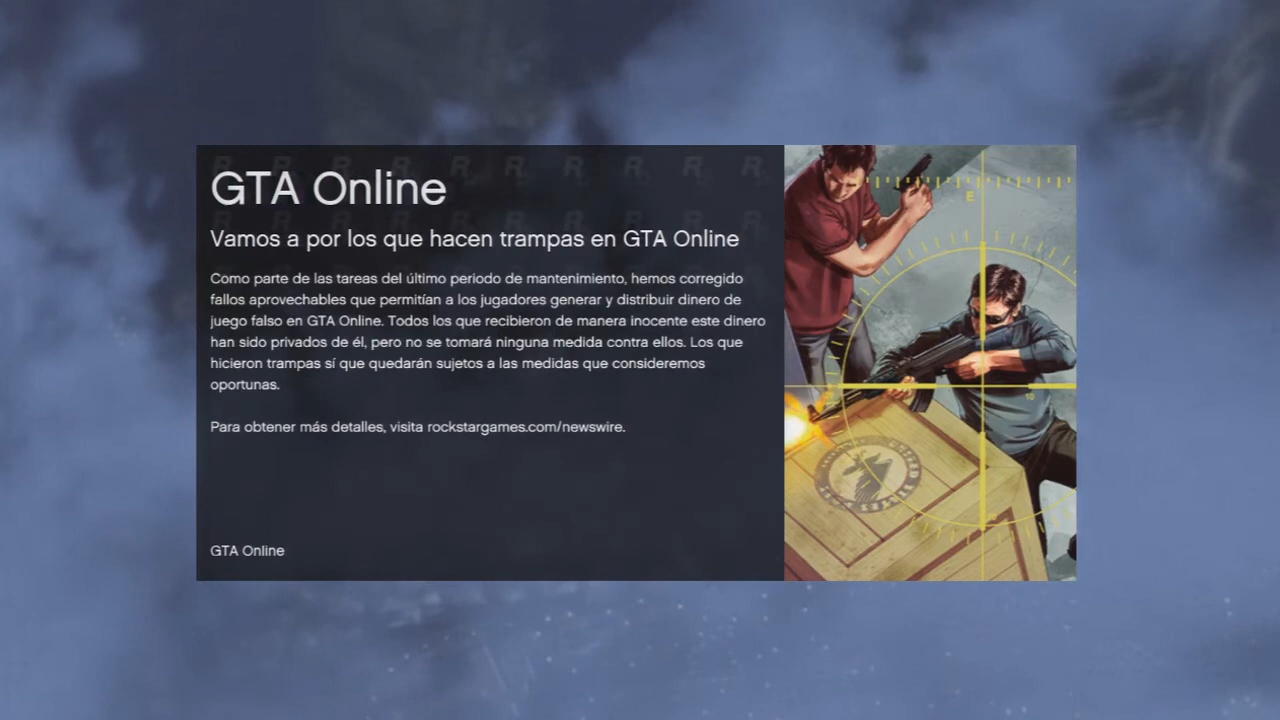 GTA Online
Vamos a por los que hacen trampas en GTA Online
Como parte de las tareas del último periodo de mantenimiento, hemos corregido
fallos aprovechables que permitían a los jugadores generar y distribuir dinero de
juego falso en GTA Online. Todos los que recibieron de manera inocente este dinero
han sido privados de él, pero no se tomará ninguna medida contra ellos. Los que
hicieron trampas sí que quedarán sujetos a las medidas que consideremos
oportunas.
Para obtener más detalles, visita rockstargames.com/newswire.
GTA Online
E
10